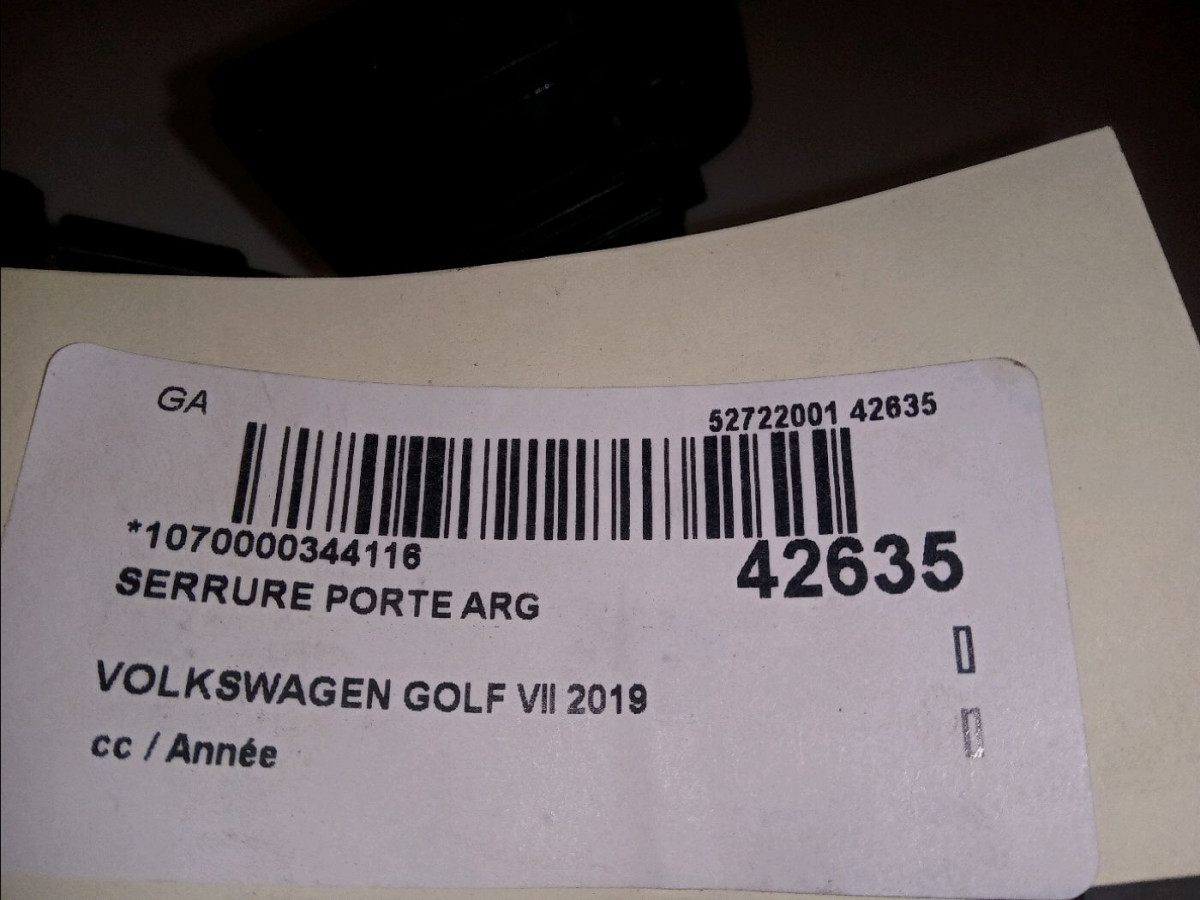 GA
52722001 42635
*1070000344116
42635
SERRURE PORTE ARG
VOLKSWAGEN GOLF VII 2019
cc / Année